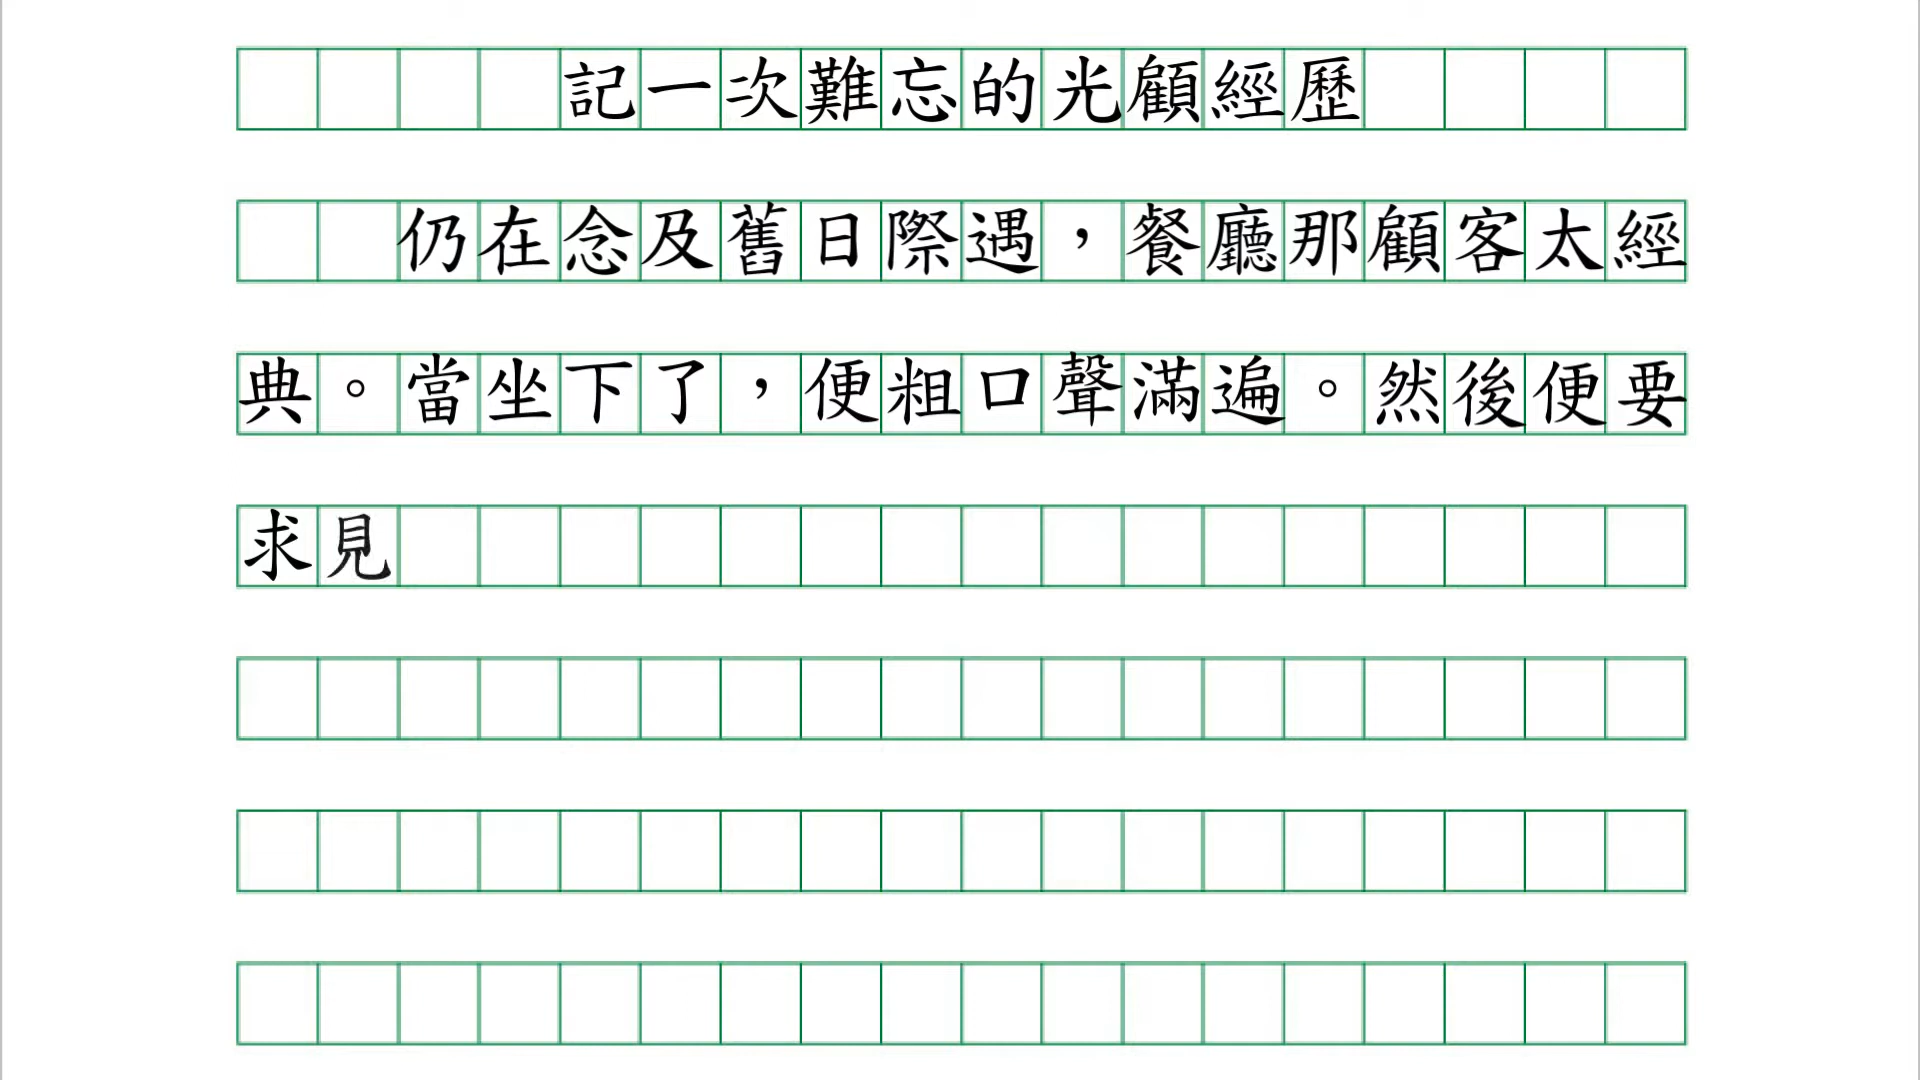 記一次難忘的光顧經歷
仍在念及舊日際遇，餐廳那顧客太經
典。當坐下了，便粗口聲滿遍。然後便要
求見